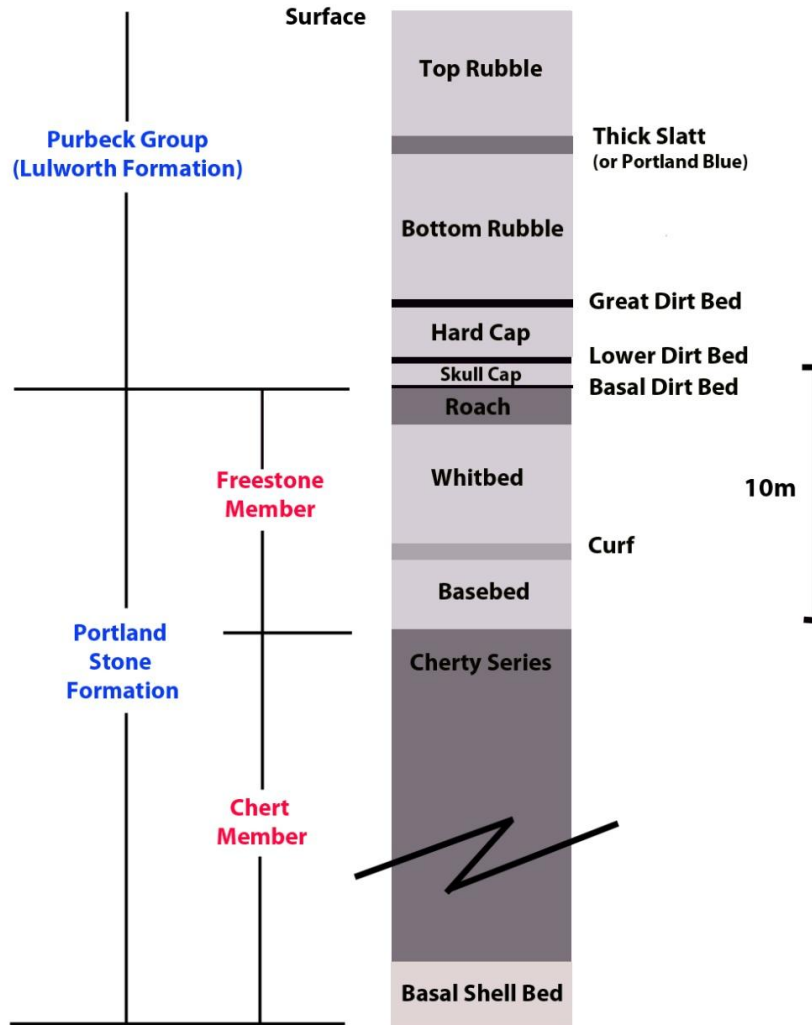 Surface
Top Rubble
Purbeck Group
(Lulworth Formation)
Thick Slatt
(or Portland Blue)
Bottom Rubble
Great Dirt Bed
Hard Cap
Lower Dirt Bed
Skull Cap
Basal Dirt Bed
Roach
Freestone
Member
Whitbed
10m
Curf
Basebed
Portland
Stone
Formation
Cherty Series
Chert
Member
Basal Shell Bed